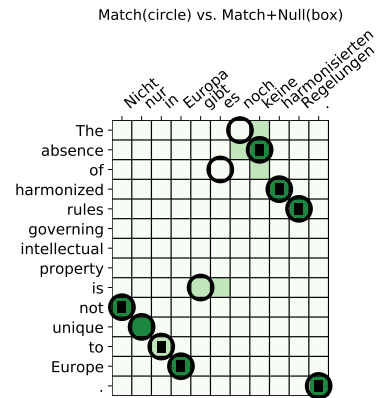 Match(circle) vs. Match+Null(box)
Nicht
nur
in
Europa
gibt
es
noch
keine
harmonisierten
Regelungen
.
The
absence
of
harmonized
rules
governing
intellectual
property
is
not
unique
to
Europe
.